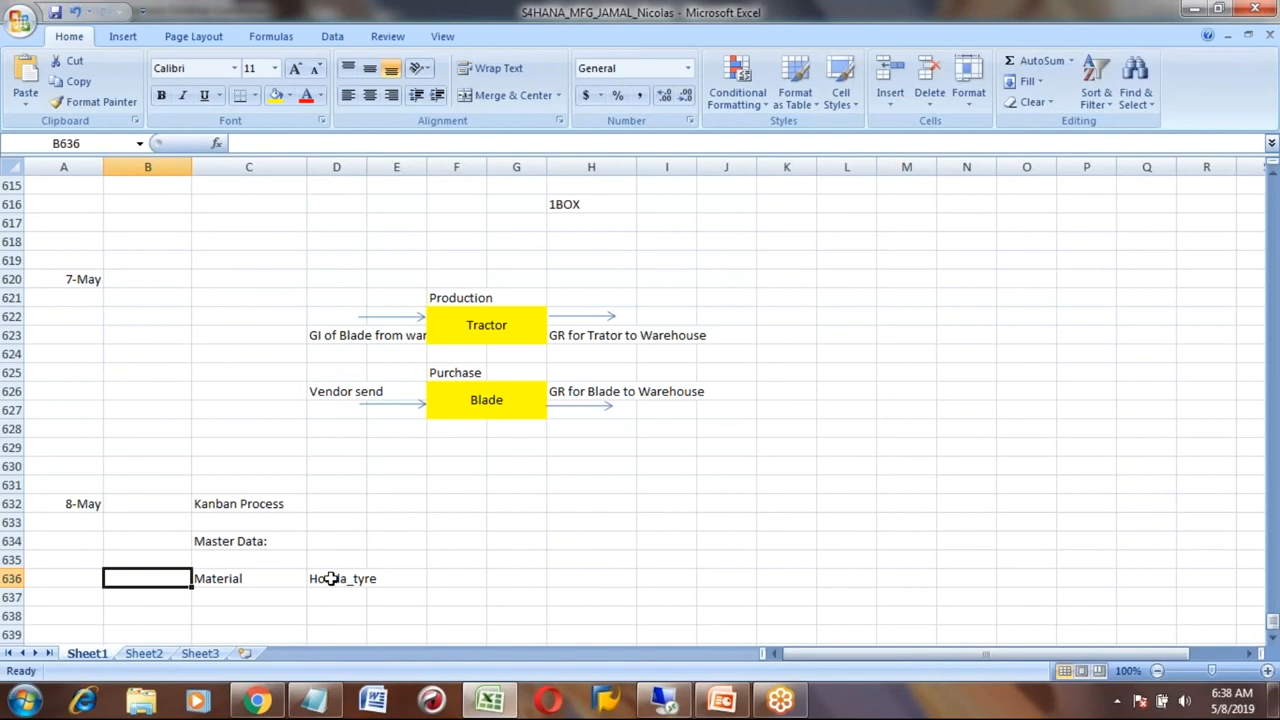 S4HANA_MFG_JAMAL_Nicolas - Microsoft Excel
Home Insert Page Layout Formulas Data Review View
Paste
Cut
Copy
Format Painter
Clipboard
Calibri 11
B I U
Font
Wrap Text
Merge & Center
Alignment
General
$ % ,
Number
Conditional Formatting
Format as Table
Cell Styles
Styles
Insert Delete Format
Cells
AutoSum
Fill
Clear
Sort & Filter
Find & Select
Editing
B636
fx
A B C D E F G H I J K L M N O P Q R
615
616 1BOX
617
618
619
620 7-May
621 Production
622 Tractor
623 GI of Blade from war GR for Trator to Warehouse
624
625 Purchase
626 Vendor send Blade GR for Blade to Warehouse
627
628
629
630
631
632 8-May Kanban Process
633
634 Master Data:
635
636 Material Honda_tyre
637
638
639
Sheet1 Sheet2 Sheet3
Ready 100%
6:38 AM
5/8/2019